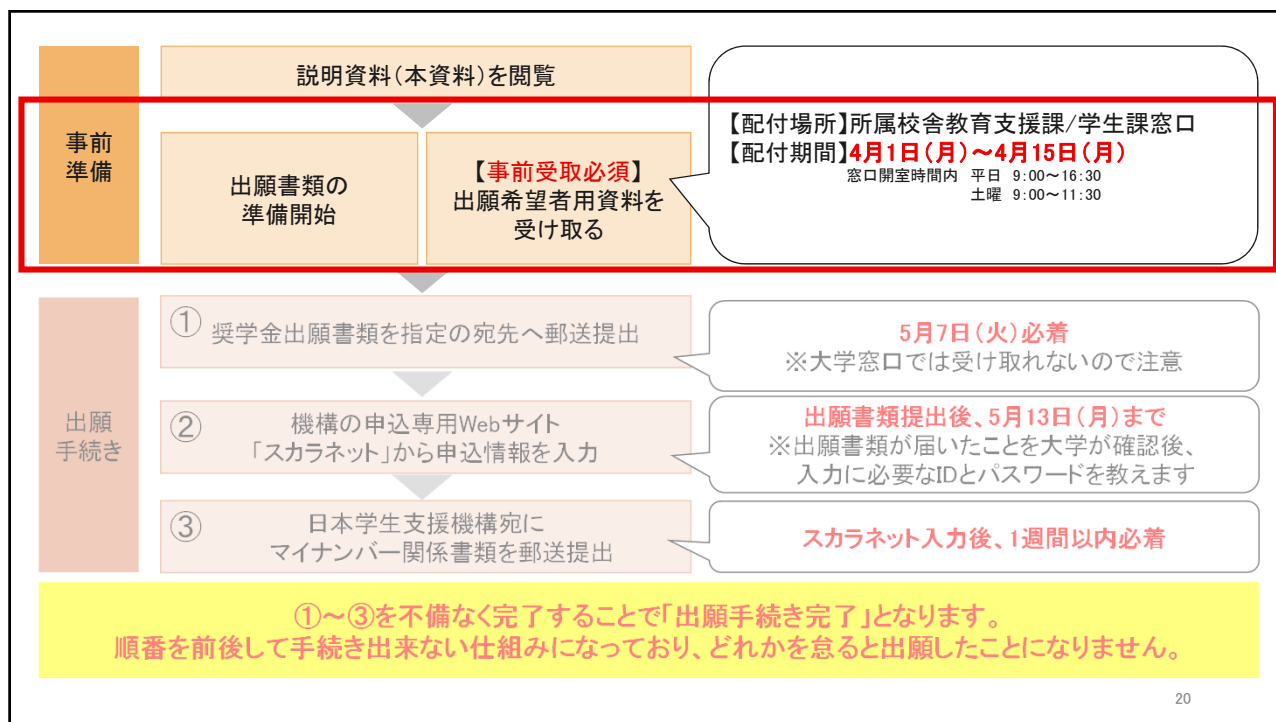 事前
準備
説明資料(本資料)を閲覧
出願書類の
準備開始
【事前受取必須】
出願希望者用資料を
受け取る
【配付場所】所属校舎教育支援課/学生課窓口
【配付期間】4月1日(月)～4月15日(月)
窓口開室時間内 平日 9:00～16:30
土曜 9:00～11:30
出願
手続き
① 奨学金出願書類を指定の宛先へ郵送提出
5月7日(火)必着
※大学窓口では受け取れないので注意
② 機構の申込専用Webサイト
「スカラネット」から申込情報を入力
出願書類提出後、5月13日(月)まで
※出願書類が届いたことを大学が確認後、
入力に必要なIDとパスワードを教えます
③ 日本学生支援機構宛に
マイナンバー関係書類を郵送提出
スカラネット入力後、1週間以内必着
①～③を不備なく完了することで「出願手続き完了」となります。
順番を前後して手続き出来ない仕組みになっており、どれかを怠ると出願したことになりません。
20